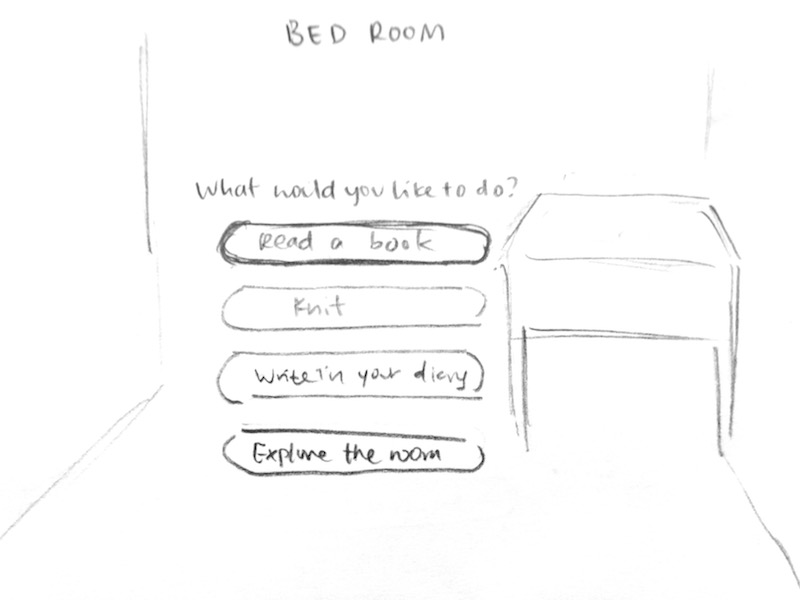 BED ROOM
What would you like to do?
Read a book
Knit
Write in your diary
Explore the room